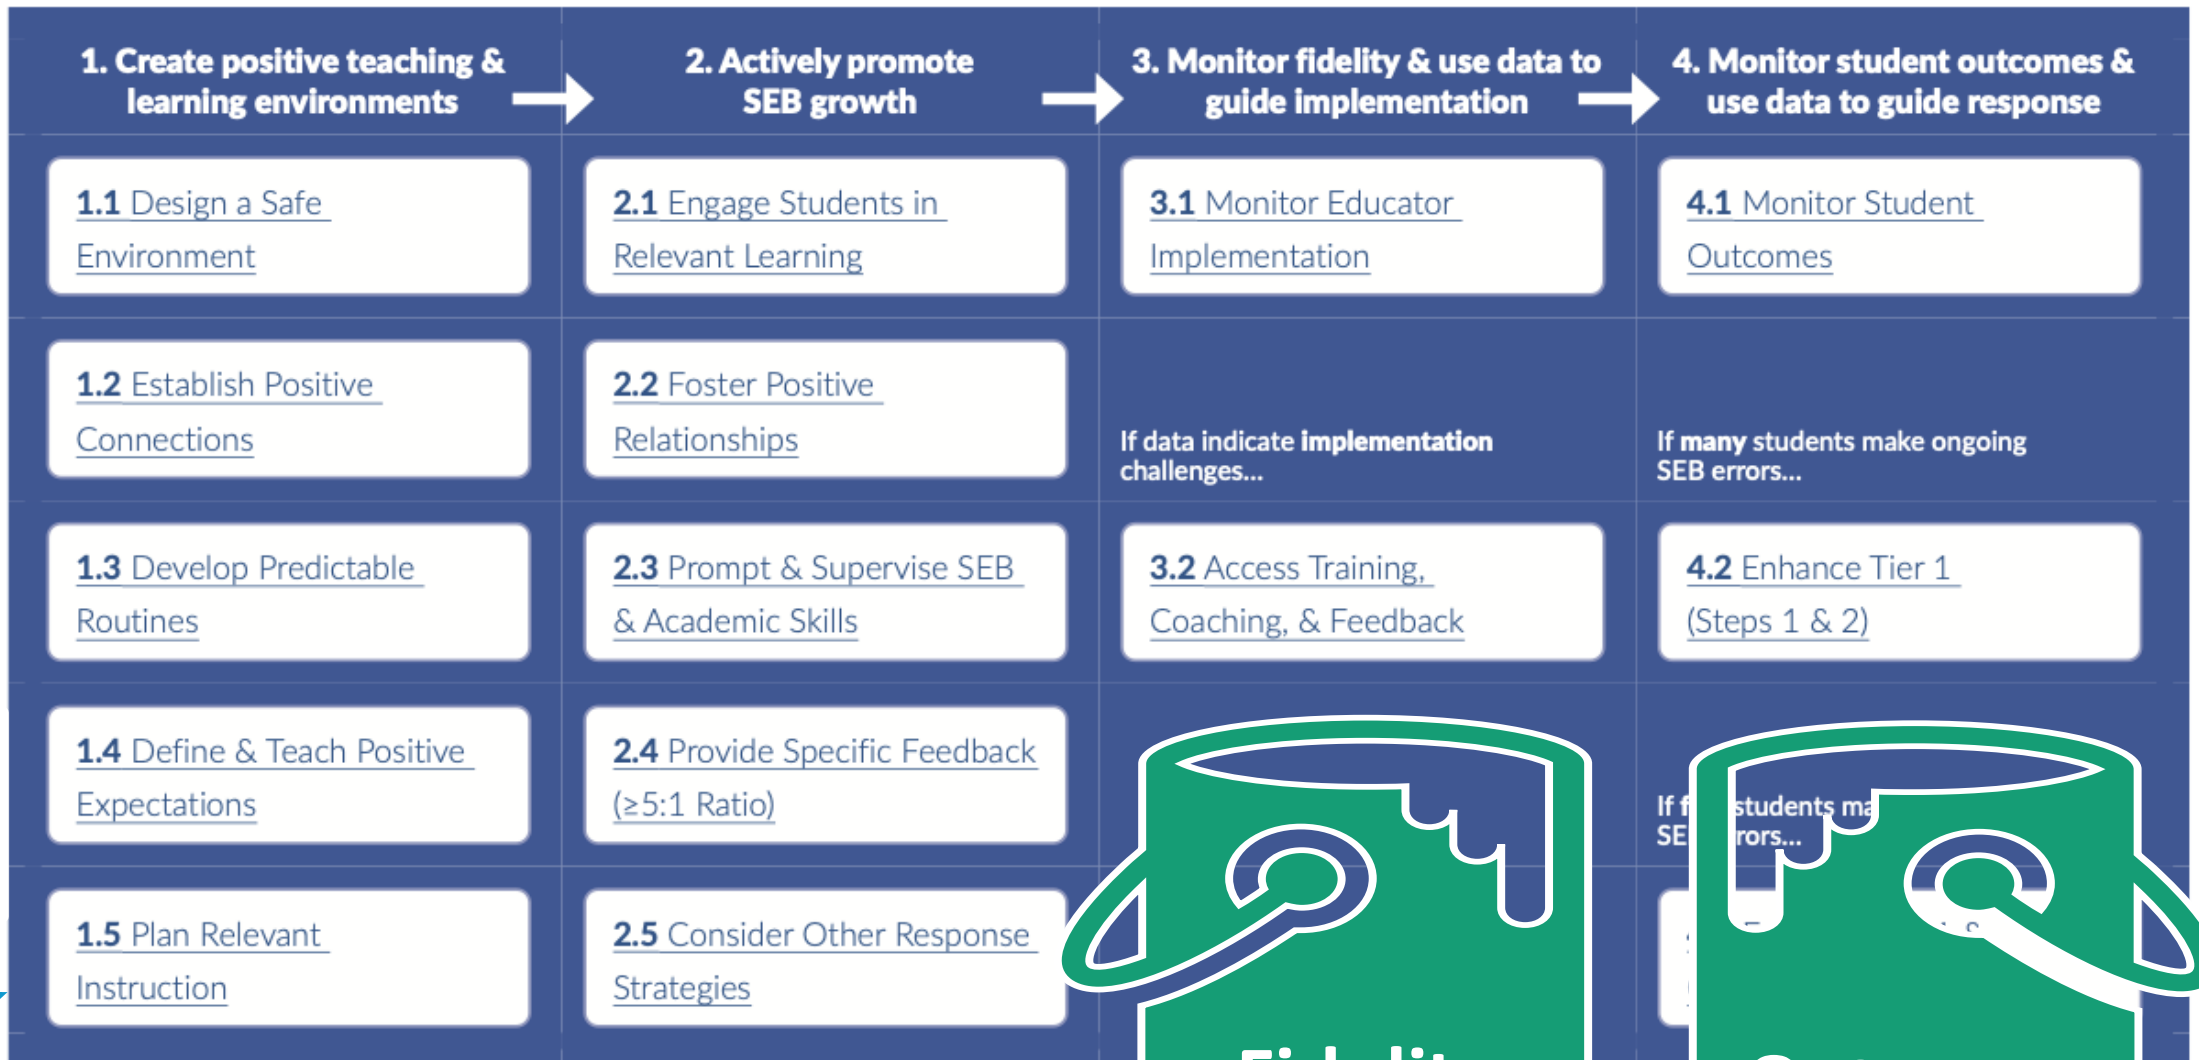 1. Create positive teaching &
learning environments
2. Actively promote
SEB growth
3. Monitor fidelity & use data to
guide implementation
4. Monitor student outcomes &
use data to guide response
1.1 Design a Safe
Environment
2.1 Engage Students in
Relevant Learning
3.1 Monitor Educator
Implementation
4.1 Monitor Student
Outcomes
1.2 Establish Positive
Connections
2.2 Foster Positive
Relationships
If data indicate implementation
challenges...
If many students make ongoing
SEB errors...
1.3 Develop Predictable
Routines
2.3 Prompt & Supervise SEB
& Academic Skills
3.2 Access Training,
Coaching, & Feedback
4.2 Enhance Tier 1
(Steps 1 & 2)
1.4 Define & Teach Positive
Expectations
2.4 Provide Specific Feedback
(≥5:1 Ratio)
If students
1.5 Plan Relevant
Instruction
2.5 Consider Other Response
Strategies